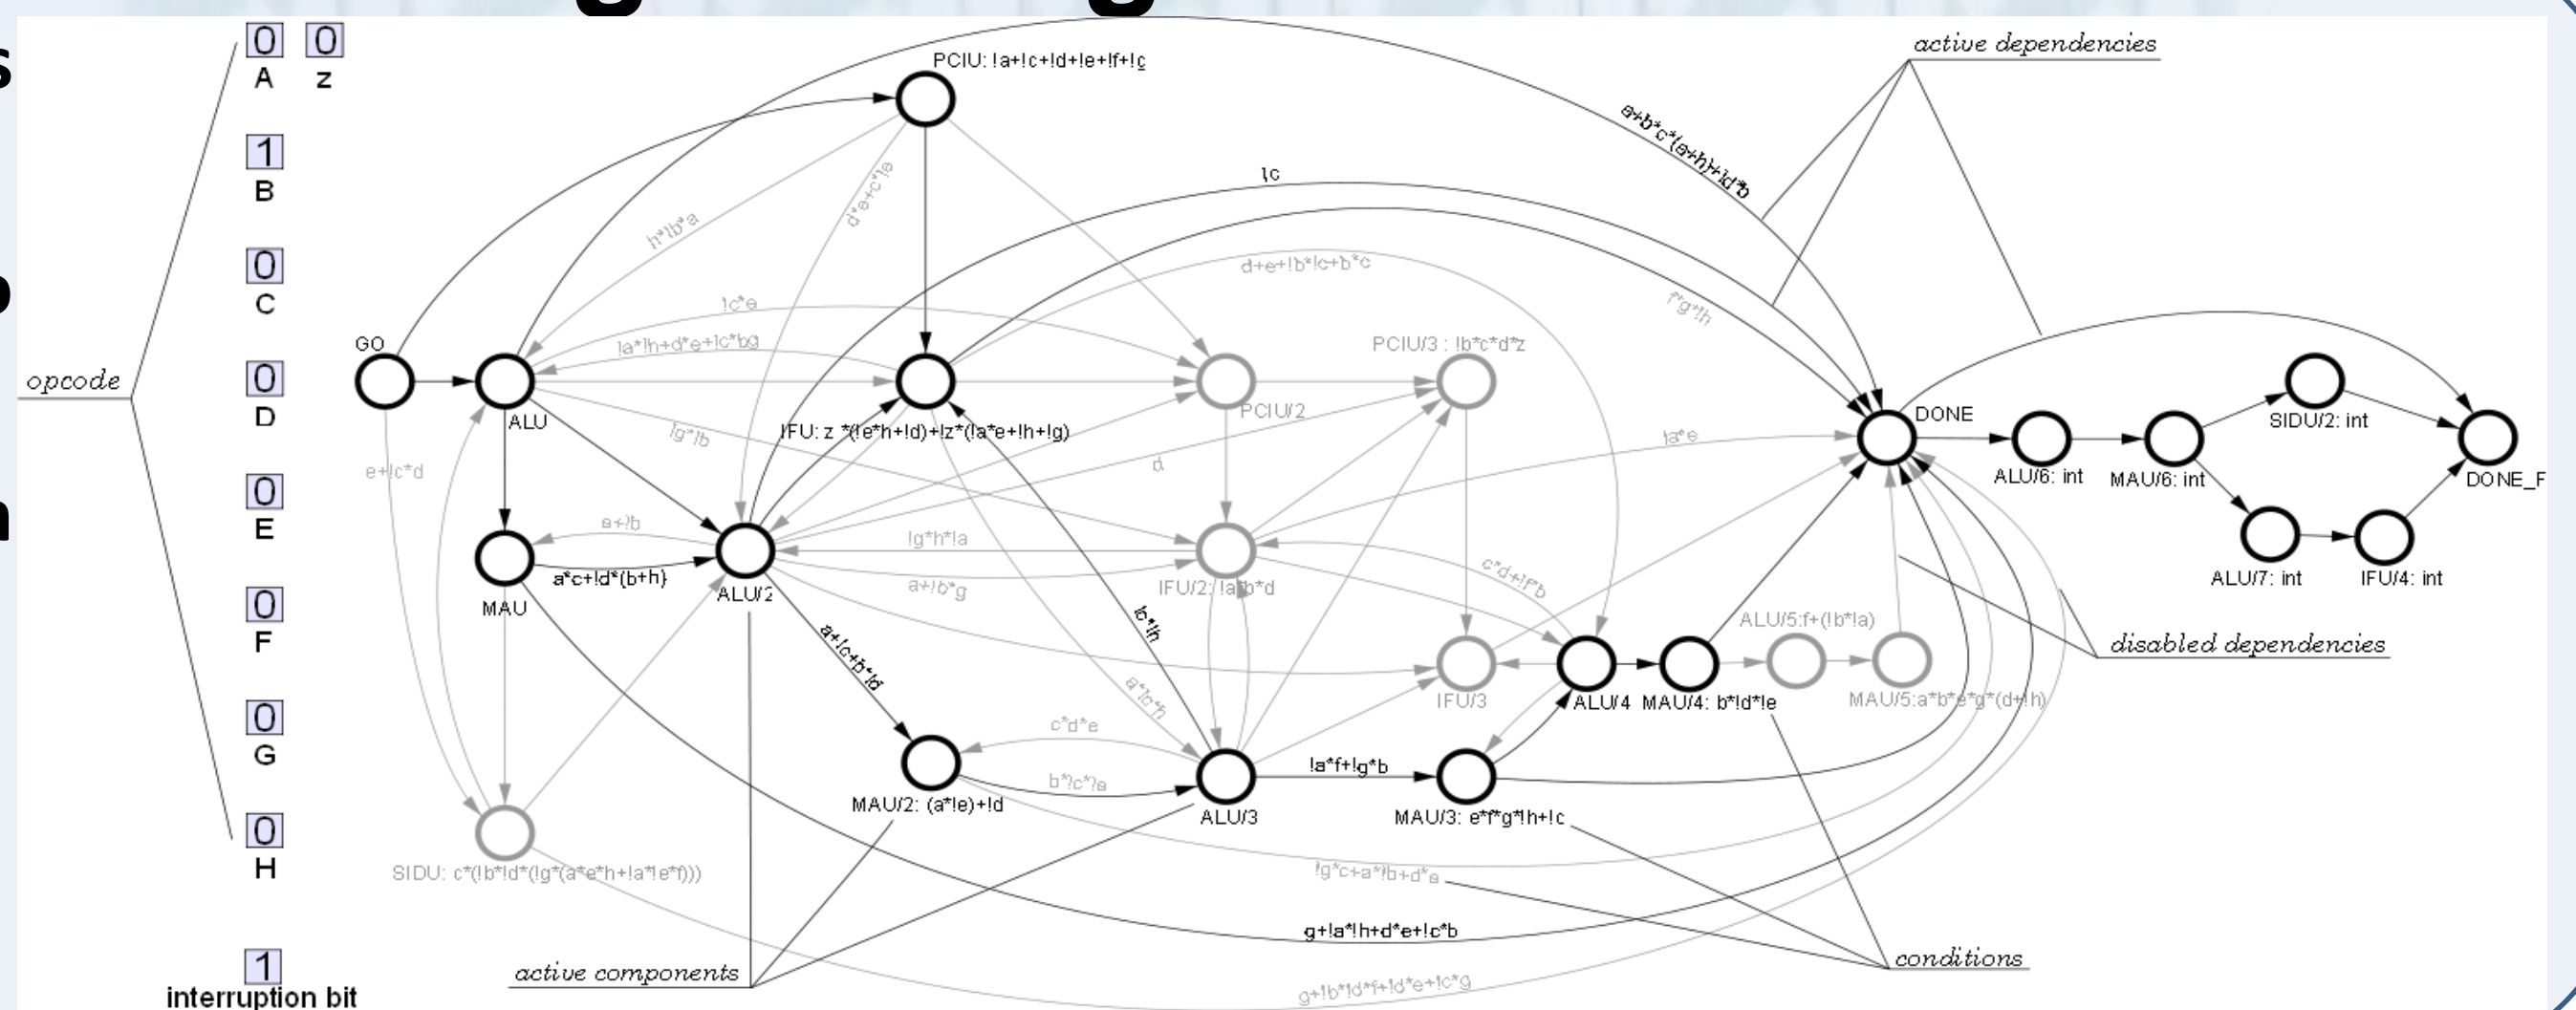 0 0
A z
1
B
0
C
0
D
0
E
0
F
0
G
0
H
1
interruption bit
opcode
active dependencies
PCIU: !a+!c+!d+!e+!f+!g
a+b*c*(a+h)+!d*b
!c
h*!b*a
d*e+c*!e
d+e+!b*!c+b*c
f*g*!h
!c*e
!a*!h+d*e+!c*bg
PCIU/3 : !b*c*d*z
GO
ALU
PCIU/2
DONE
SIDU/2: int
!g*!b
IFU: z *(!e*h+!d)+!z*(!a*e+!h+!g)
!a*e
e+!c*d
d
ALU/6: int
MAU/6: int
DONE_F
e+!b
!g*h*!a
a*c+!d*(b+h)
c*d+!f*b
ALU/7: int
IFU/4: int
MAU
ALU/2
a+!b*g
IFU/2: !a*b*d
!c*!h
ALU/5:f+(!b*!a)
disabled dependencies
a+!c+b*!d
a*!c*h
IFU/3
ALU/4
MAU/4: b*!d*!e
MAU/5:a*b*e*g*(d+!h)
c*d*e
!a*f+!g*b
b*!c*!e
MAU/2: (a*!e)+!d
ALU/3
MAU/3: e*f*g*!h+!c
SIDU: c*(!b*!d*(!g*(a*e*h+!a*!e*f)))
!g*c+a*!b+d*e
g+!a*!h+d*e+!c*b
active components
conditions
g+!b*!d*f+!d*e+!c*g